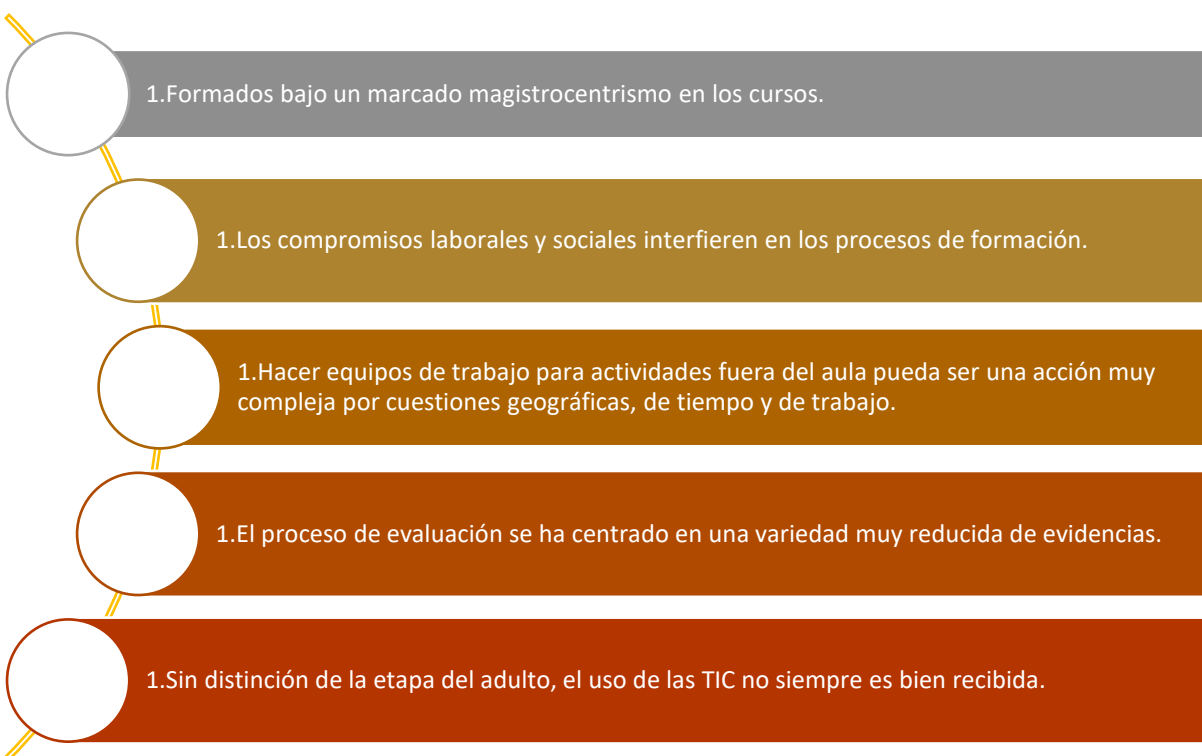 1.Formados bajo un marcado magistrocentrismo en los cursos.
1.Los compromisos laborales y sociales interfieren en los procesos de formación.
1.Hacer equipos de trabajo para actividades fuera del aula pueda ser una acción muy
compleja por cuestiones geográficas, de tiempo y de trabajo.
1.El proceso de evaluación se ha centrado en una variedad muy reducida de evidencias.
1.Sin distinción de la etapa del adulto, el uso de las TIC no siempre es bien recibida.